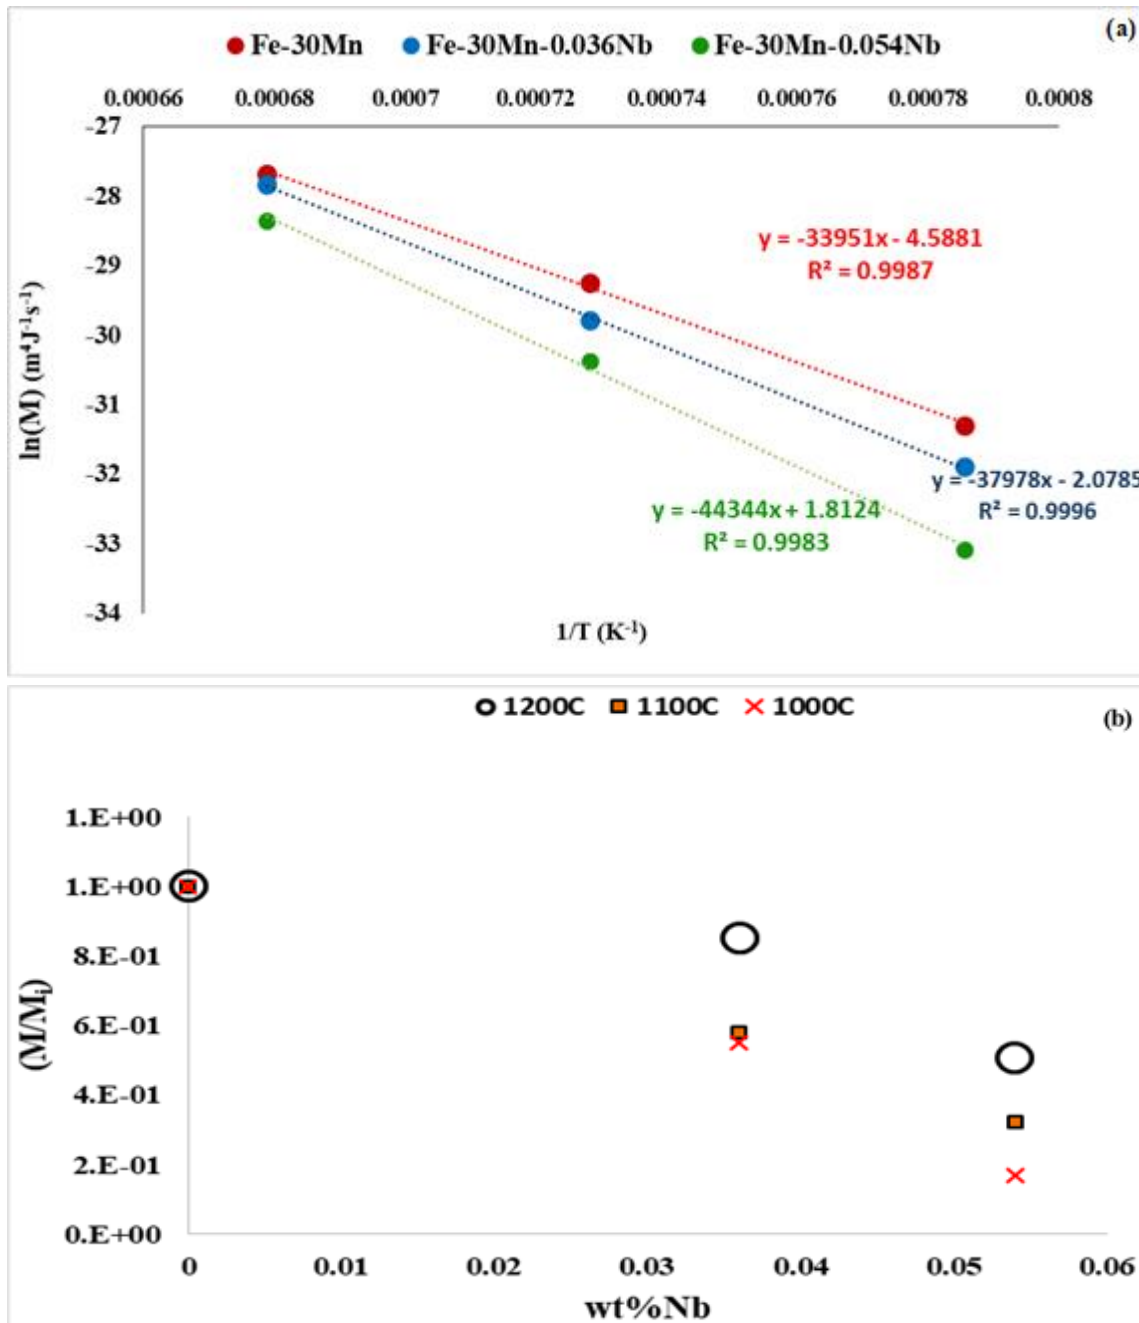 (a)
Fe-30Mn Fe-30Mn-0.036Nb Fe-30Mn-0.054Nb
0.00066 0.00068 0.0007 0.00072 0.00074 0.00076 0.00078 0.0008
-27
-28
-29
-30
-31
-32
-33
-34
ln(M) (m⁴J⁻¹s⁻¹)
y = -33951x - 4.5881
R² = 0.9987
y = -37978x - 2.0785
R² = 0.9996
y = -44344x + 1.8124
R² = 0.9983
1/T (K⁻¹)
1200C 1100C 1000C
(b)
1.E+00
1.E+00
8.E-01
6.E-01
4.E-01
2.E-01
0.E+00
(M/Mᵢ)
0 0.01 0.02 0.03 0.04 0.05 0.06
wt%Nb